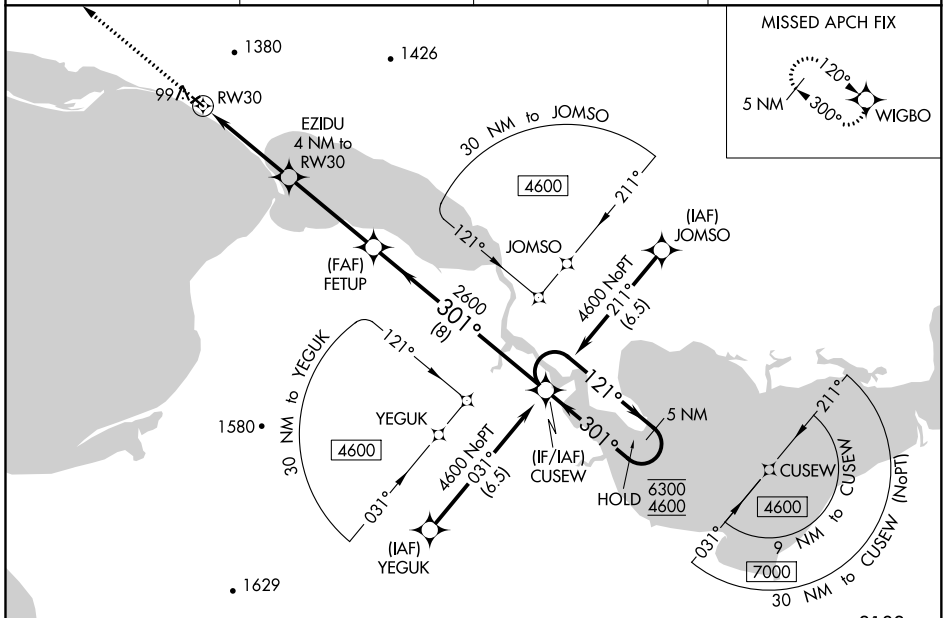 MISSED APCH FIX
120°
5 NM
300°
WIGBO
1380
1426
991
RW30
EZIDU
4 NM to
RW30
30 NM to JOMSO
4600
211°
121°
JOMSO
(IAF)
JOMSO
4600 NoPT
211°
(6.5)
(FAF)
FETUP
2600
301°
(8)
30 NM to YEGUK
121°
YEGUK
4600
031°
1580
4600 NoPT
031°
(6.5)
(IAF)
YEGUK
121°
301°
5 NM
(IF/IAF)
CUSEW
HOLD
6300
4600
211°
CUSEW
4600
9 NM to CUSEW
031°
7000
30 NM to CUSEW (NoPT)
1629